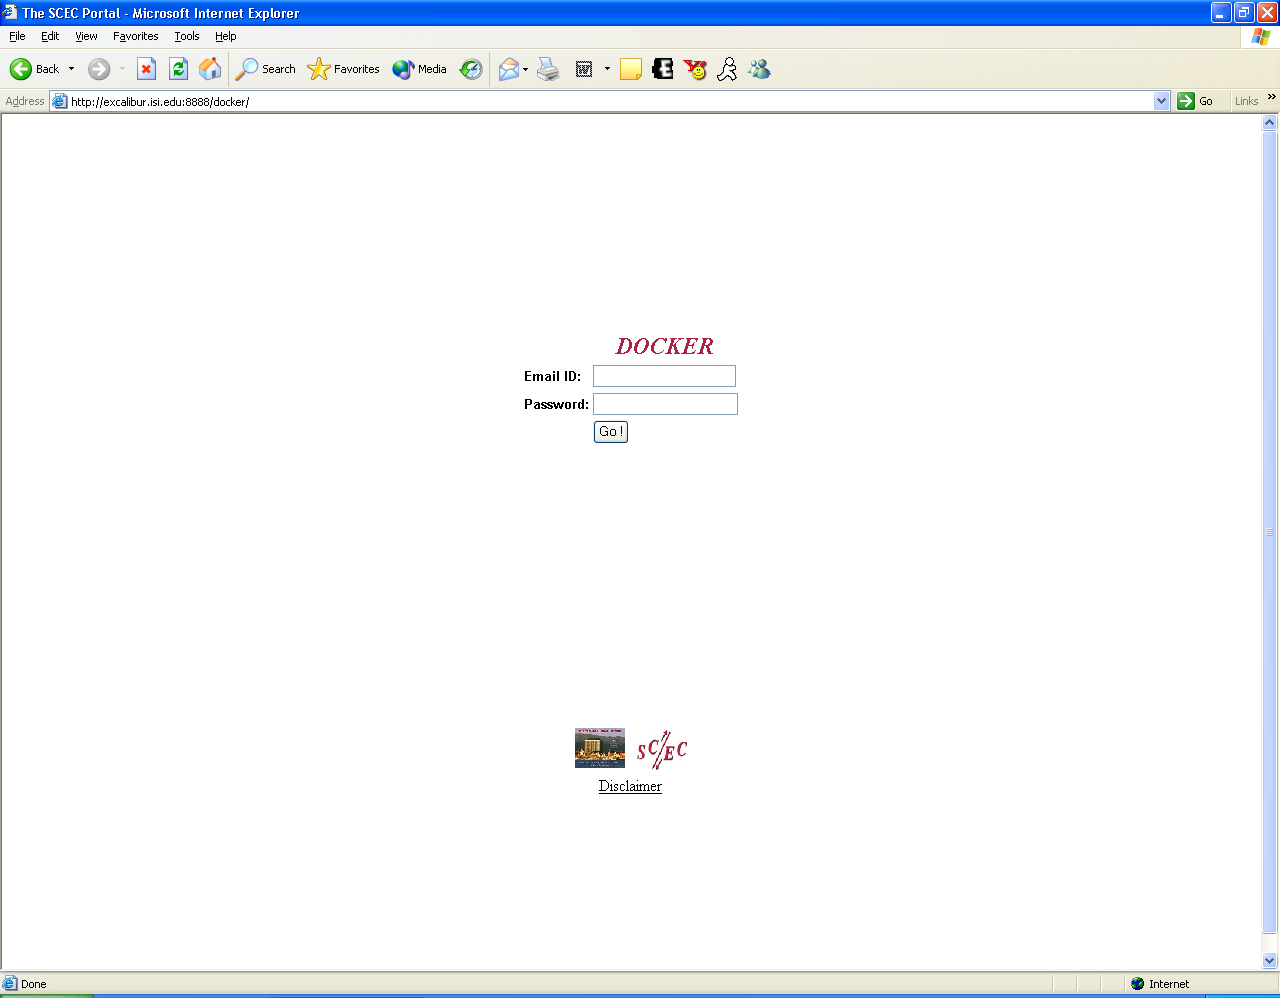 The SCEC Portal - Microsoft Internet Explorer
File Edit View Favorites Tools Help
Back Search Favorites Media
Address http://excalibur.isi.edu:8888/docker/ Go Links »
DOCKER
Email ID:
Password:
Go !
SCEC
Disclaimer
Done Internet